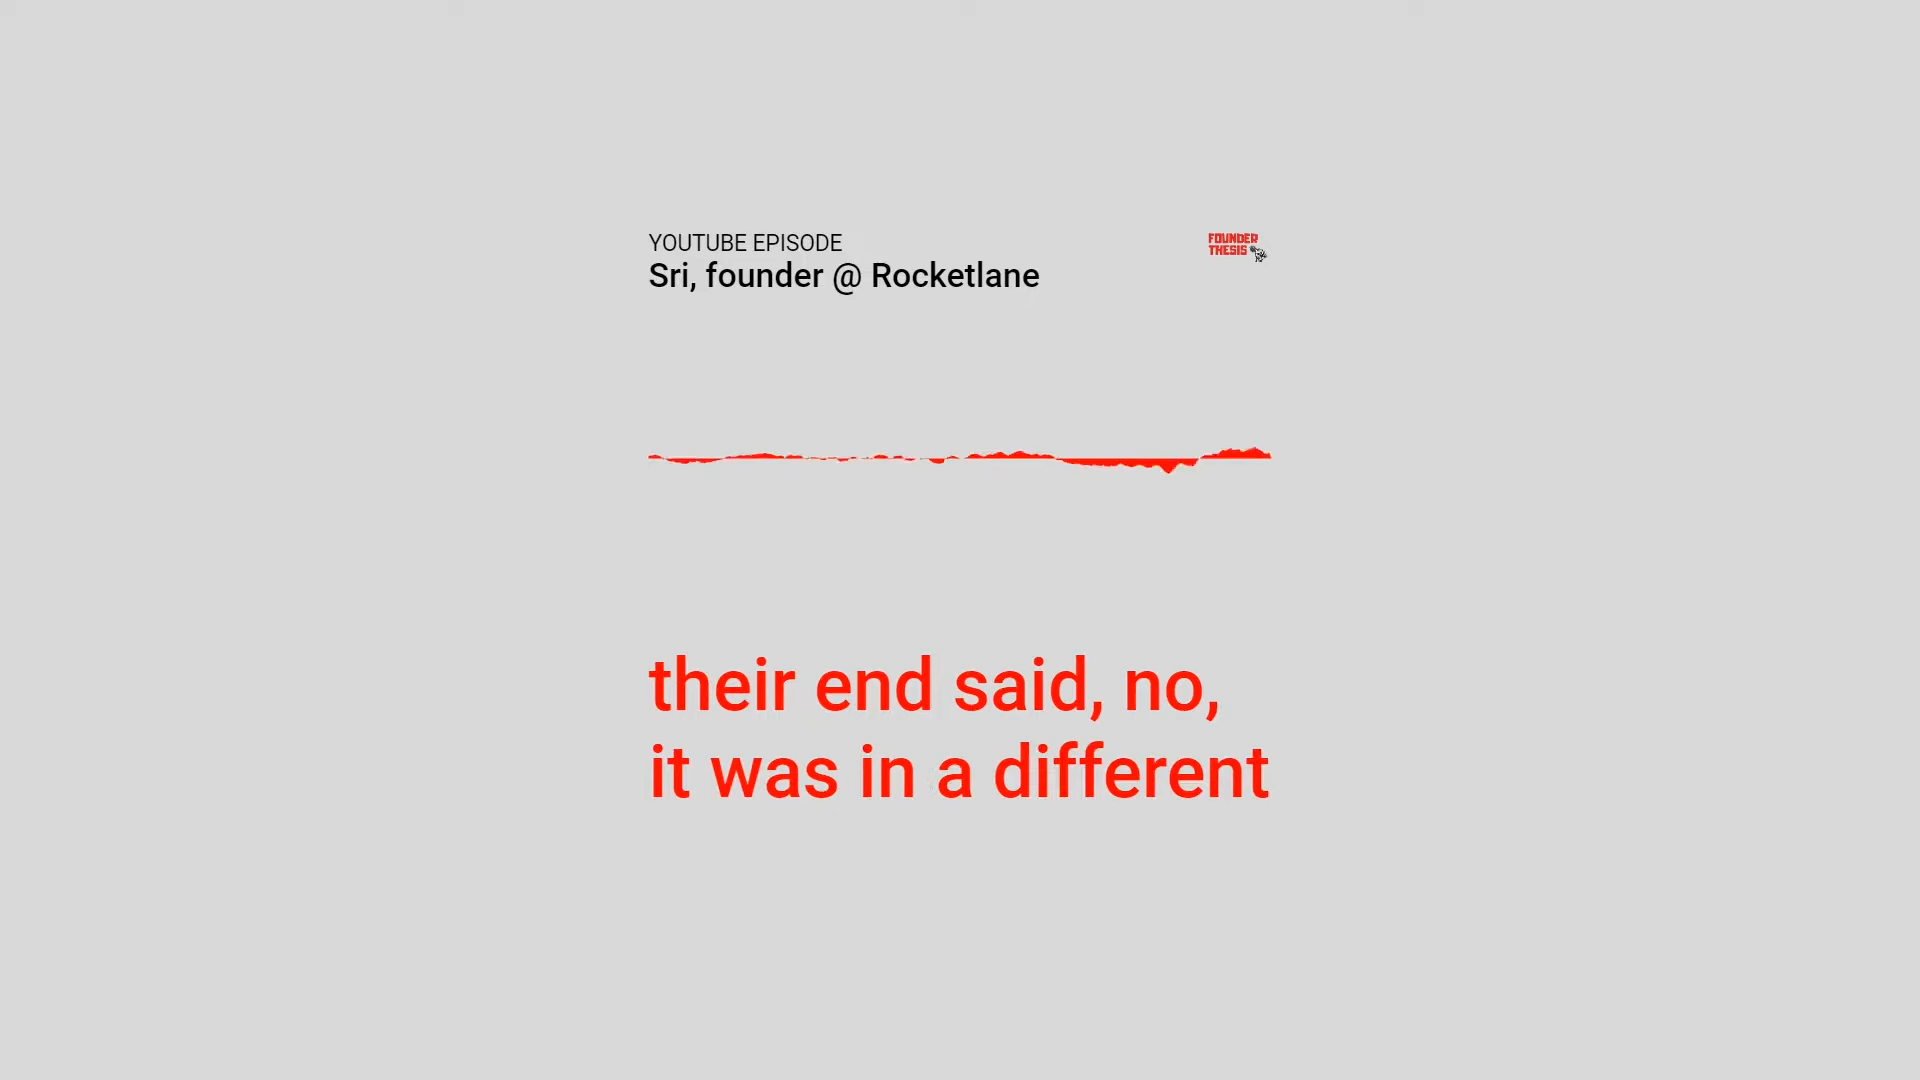 YOUTUBE EPISODE
Sri, founder @ Rocketlane
FOUNDER
THESIS
their end said, no,
it was in a different